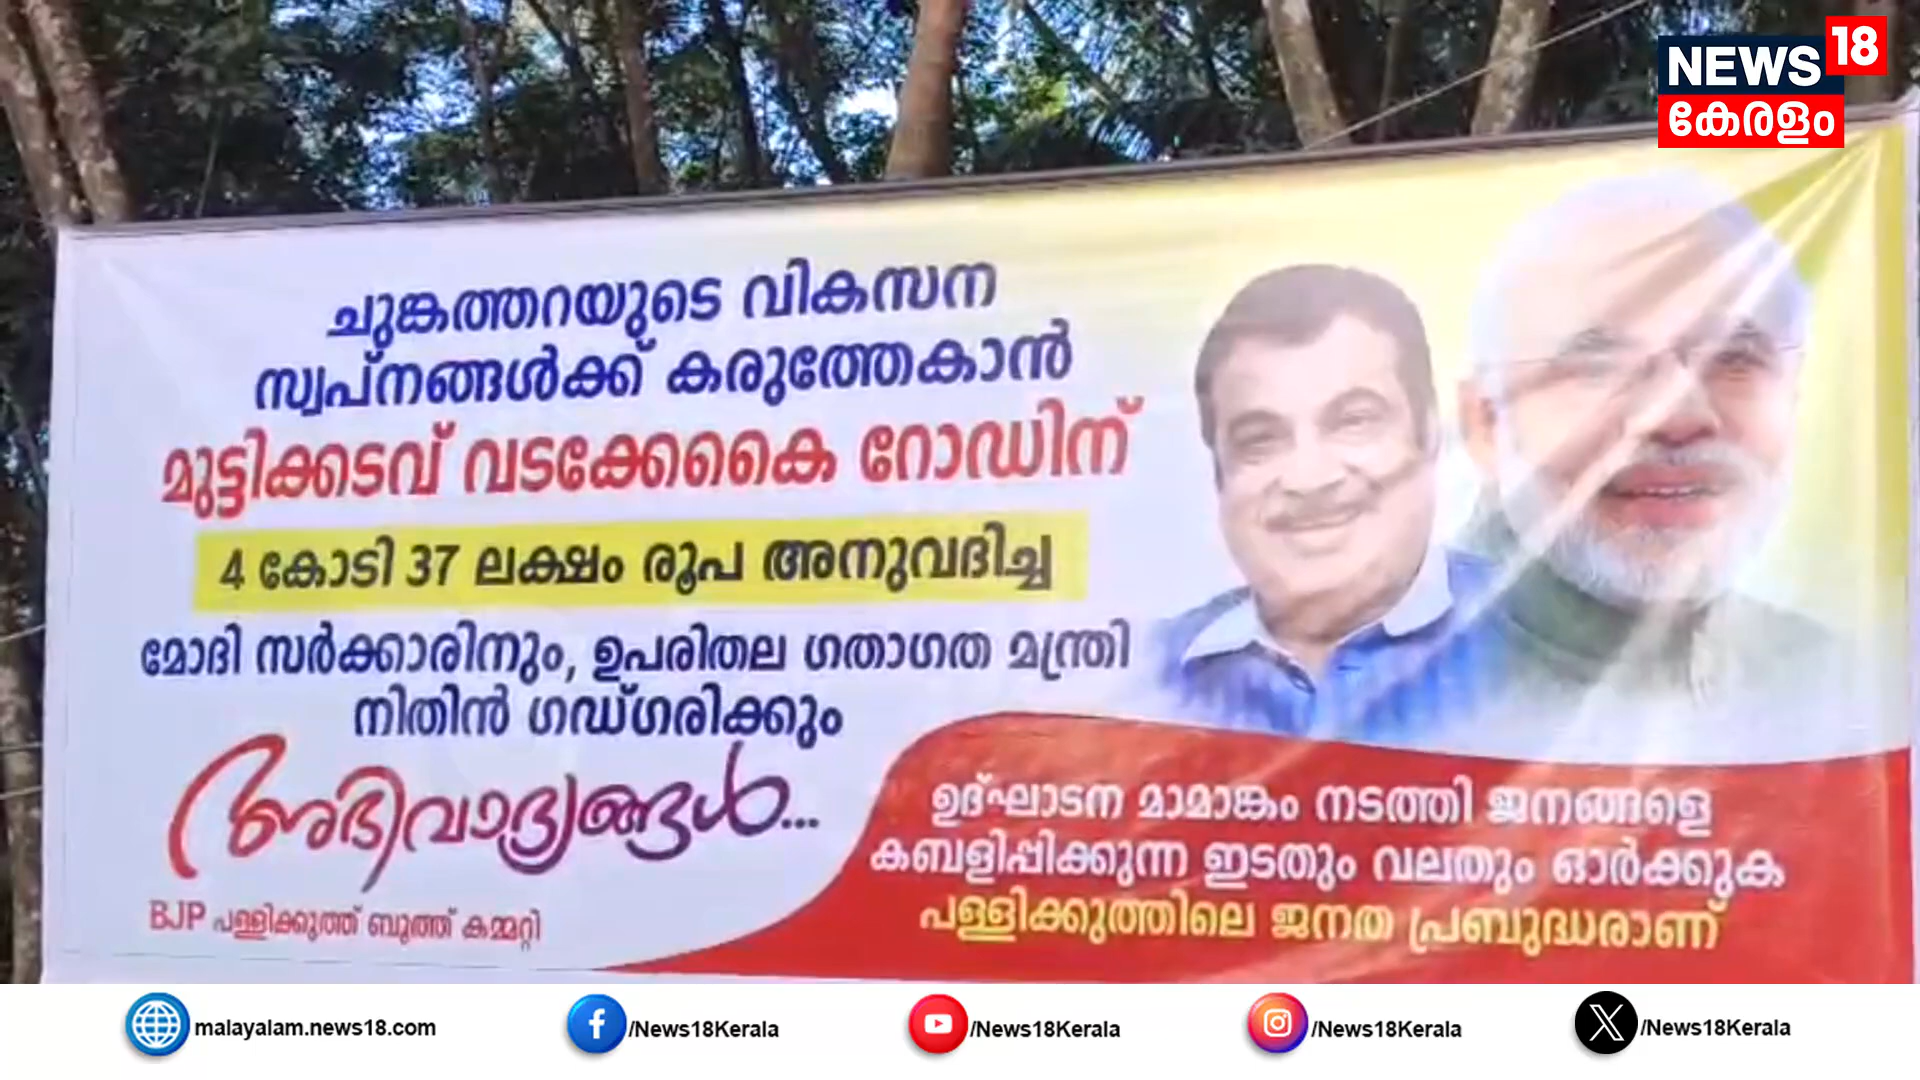 NEWS 18
കേരളം
ചുങ്കത്തറയുടെ വികസന
സ്വപ്നങ്ങൾക്ക് കരുത്തേകാൻ
മുട്ടിക്കടവ് വടക്കേകൈ റോഡിന്
4 കോടി 37 ലക്ഷം രൂപ അനുവദിച്ച
മോദി സർക്കാരിനും, ഉപരിതല ഗതാഗത മന്ത്രി
നിതിൻ ഗഡ്ഗരിക്കും
അഭിവാദ്യങ്ങൾ...
BJP പള്ളിക്കുത്ത് ബൂത്ത് കമ്മറ്റി
ഉദ്ഘാടന മാമാങ്കം നടത്തി ജനങ്ങളെ
കബളിപ്പിക്കുന്ന ഇടതും വലതും ഓർക്കുക
പള്ളിക്കുത്തിലെ ജനത പ്രബുദ്ധരാണ്
malayalam.news18.com
/News18Kerala
/News18Kerala
/News18Kerala
/News18Kerala